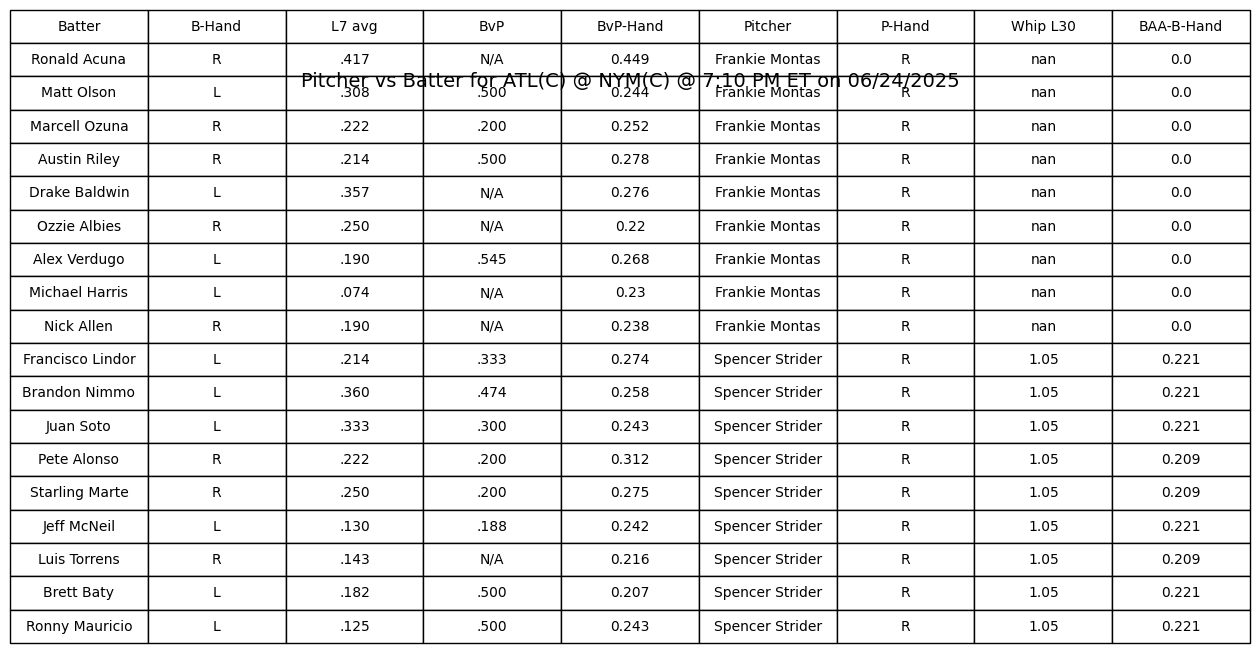 Batter B-Hand L7 avg BvP BvP-Hand Pitcher P-Hand Whip L30 BAA-B-Hand
Ronald Acuna R .417 N/A 0.449 Frankie Montas R nan 0.0
Pitcher vs Batter for ATL(C) @ NYM(C) @ 7:10 PM ET on 06/24/2025
Matt Olson L .308 .500 0.244 Frankie Montas R nan 0.0
Marcell Ozuna R .222 .200 0.252 Frankie Montas R nan 0.0
Austin Riley R .214 .500 0.278 Frankie Montas R nan 0.0
Drake Baldwin L .357 N/A 0.276 Frankie Montas R nan 0.0
Ozzie Albies R .250 N/A 0.22 Frankie Montas R nan 0.0
Alex Verdugo L .190 .545 0.268 Frankie Montas R nan 0.0
Michael Harris L .074 N/A 0.23 Frankie Montas R nan 0.0
Nick Allen R .190 N/A 0.238 Frankie Montas R nan 0.0
Francisco Lindor L .214 .333 0.274 Spencer Strider R 1.05 0.221
Brandon Nimmo L .360 .474 0.258 Spencer Strider R 1.05 0.221
Juan Soto L .333 .300 0.243 Spencer Strider R 1.05 0.221
Pete Alonso R .222 .200 0.312 Spencer Strider R 1.05 0.209
Starling Marte R .250 .200 0.275 Spencer Strider R 1.05 0.209
Jeff McNeil L .130 .188 0.242 Spencer Strider R 1.05 0.221
Luis Torrens R .143 N/A 0.216 Spencer Strider R 1.05 0.209
Brett Baty L .182 .500 0.207 Spencer Strider R 1.05 0.221
Ronny Mauricio L .125 .500 0.243 Spencer Strider R 1.05 0.221